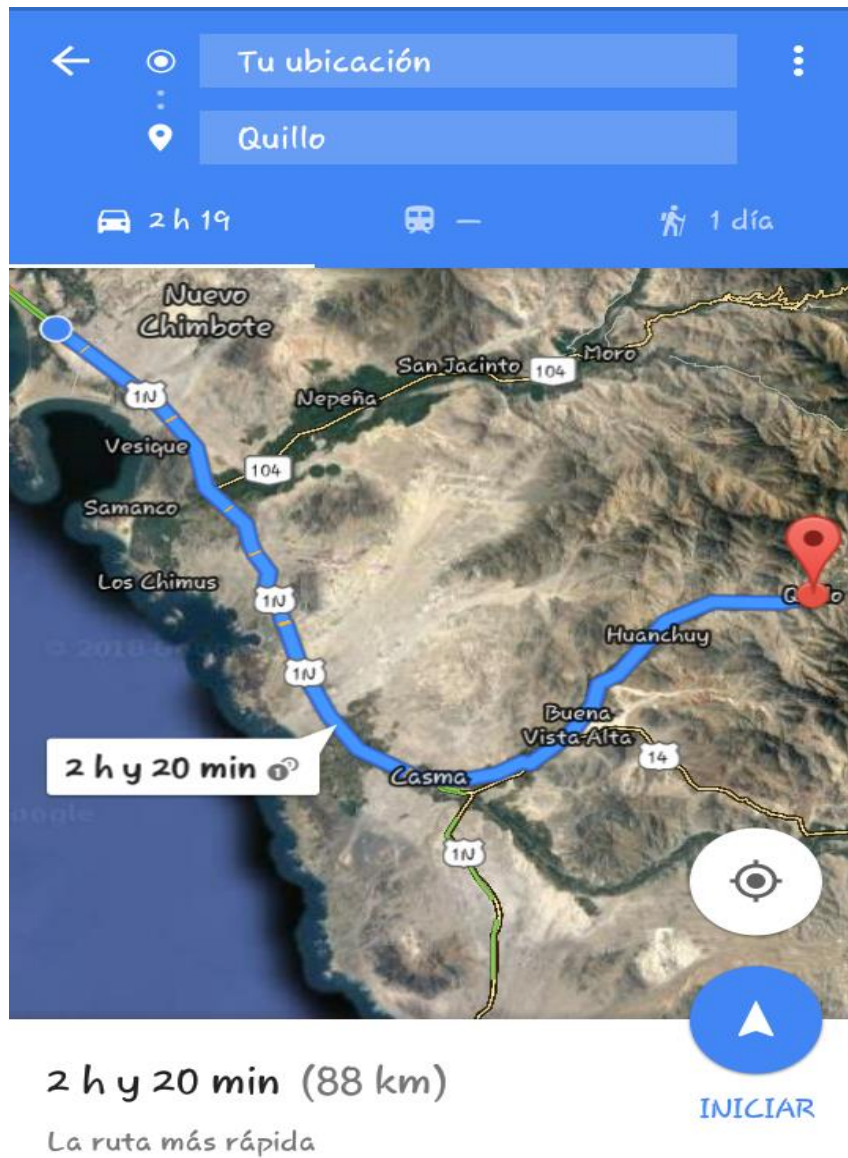 Tu ubicación
Quillo
2 h 19
—
1 día
Nuevo
Chimbote
San Jacinto
104
Moro
1N
Nepeña
Vesique
104
Samanco
Los Chimus
1N
Quillo
Huanchuy
1N
Buena
Vista Alta
14
2 h y 20 min
Casma
1N
2 h y 20 min (88 km)
INICIAR
La ruta más rápida